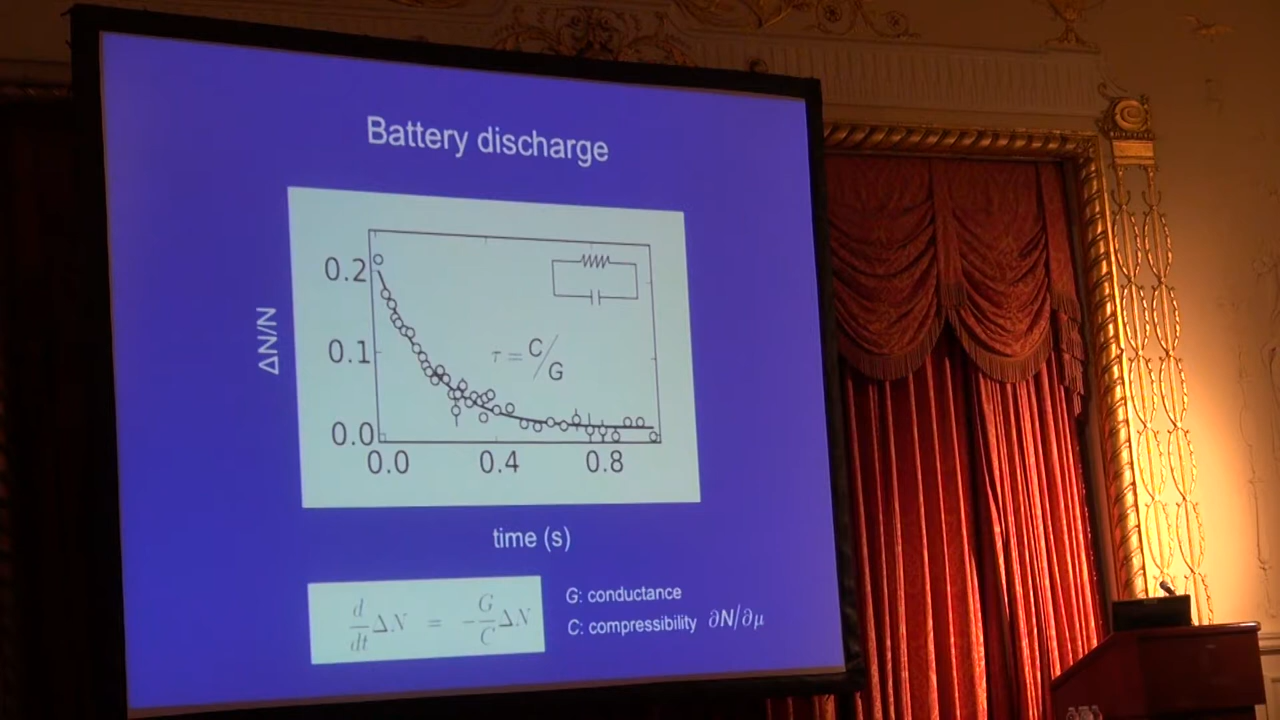 Battery discharge
ΔN/N
0.2
0.1
0.0
τ = C/G
0.0 0.4 0.8
time (s)
d/dt ΔN = -G/C ΔN
G: conductance
C: compressibility ∂N/∂μ